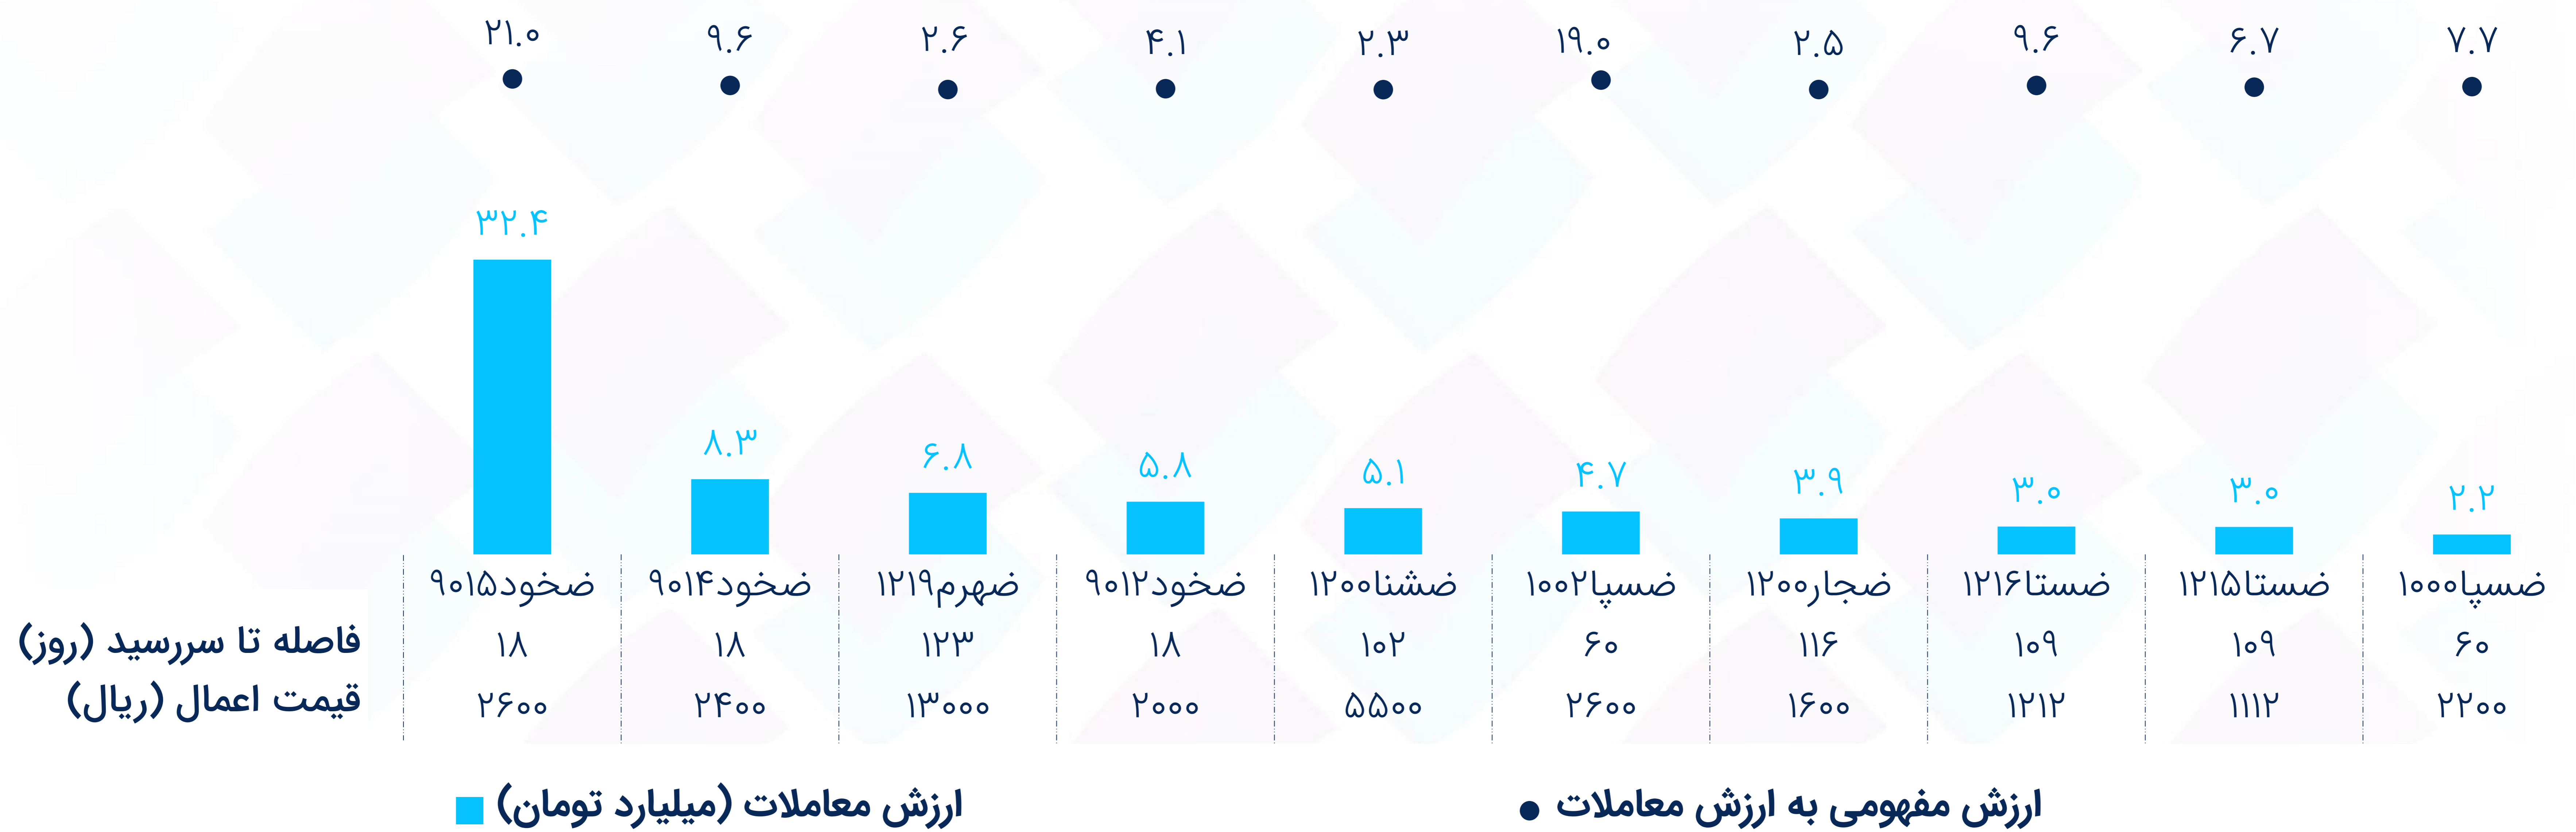 ۲۱.۰ ۹.۶ ۲.۶ ۴.۱ ۲.۳ ۱۹.۰ ۲.۵ ۹.۶ ۶.۷ ۷.۷
۳۲.۴ ۸.۳ ۶.۸ ۵.۸ ۵.۱ ۴.۷ ۳.۹ ۳.۰ ۳.۰ ۲.۲
ضخود۹۰۱۵ ضخود۹۰۱۴ ضهرم۱۲۱۹ ضخود۹۰۱۲ ضشنا۱۲۰۰ ضسپا۱۰۰۲ ضجار۱۲۰۰ ضستا۱۲۱۶ ضستا۱۲۱۵ ضسپا۱۰۰۰
فاصله تا سررسید (روز) ۱۸ ۱۸ ۱۲۳ ۱۸ ۱۰۲ ۶۰ ۱۱۶ ۱۰۹ ۱۰۹ ۶۰
قیمت اعمال (ریال) ۲۶۰۰ ۲۴۰۰ ۱۳۰۰۰ ۲۰۰۰ ۵۵۰۰ ۲۶۰۰ ۱۶۰۰ ۱۲۱۲ ۱۱۱۲ ۲۲۰۰
ارزش معاملات (میلیارد تومان)
ارزش مفهومی به ارزش معاملات